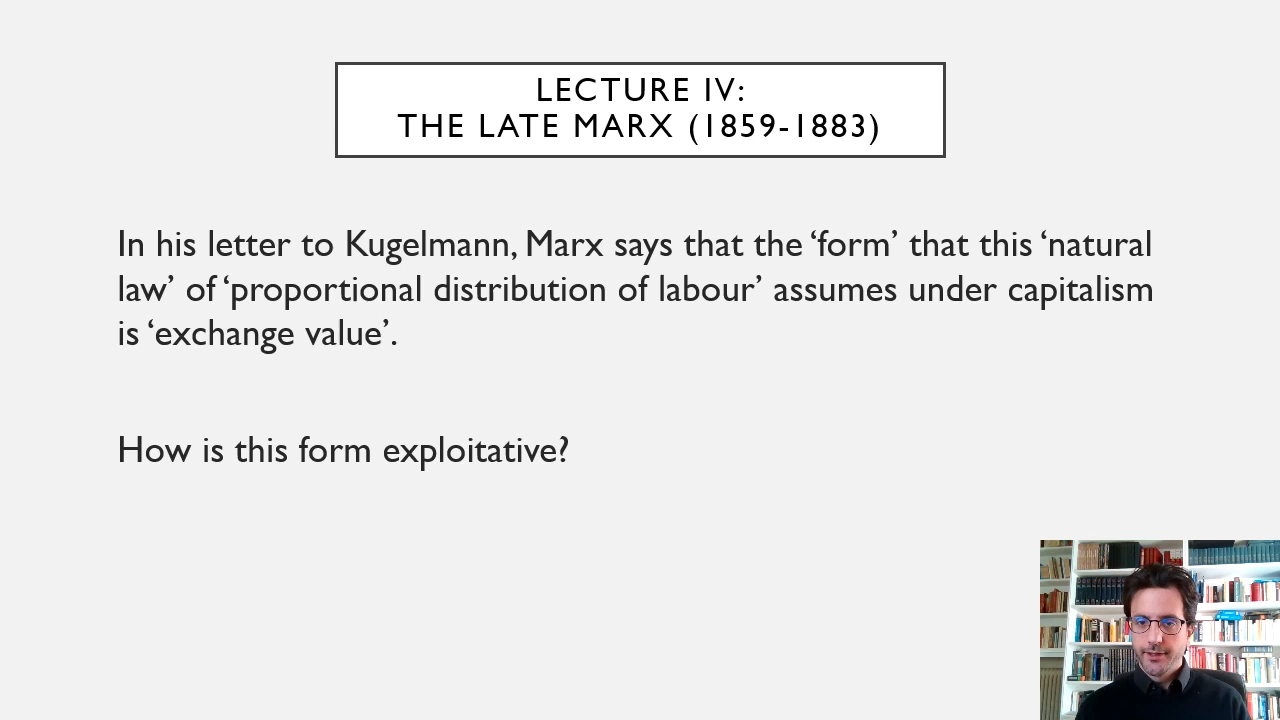 LECTURE IV:
THE LATE MARX (1859-1883)
In his letter to Kugelmann, Marx says that the ‘form’ that this ‘natural
law’ of ‘proportional distribution of labour’ assumes under capitalism
is ‘exchange value’.
How is this form exploitative?